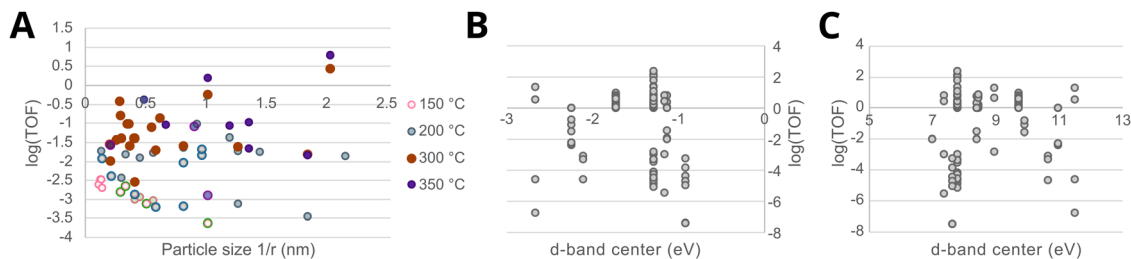 A
1.5
1
0.5
0
-0.5
-1
-1.5
-2
-2.5
-3
-3.5
-4
log(TOF)
0 0.5 1 1.5 2 2.5
Particle size 1/r (nm)
150 °C
200 °C
300 °C
350 °C
B
4
2
0
-2
-4
-6
-8
log(TOF)
-3 -2 -1 0
d-band center (eV)
C
4
2
0
-2
-4
-6
-8
log(TOF)
5 7 9 11 13
d-band center (eV)